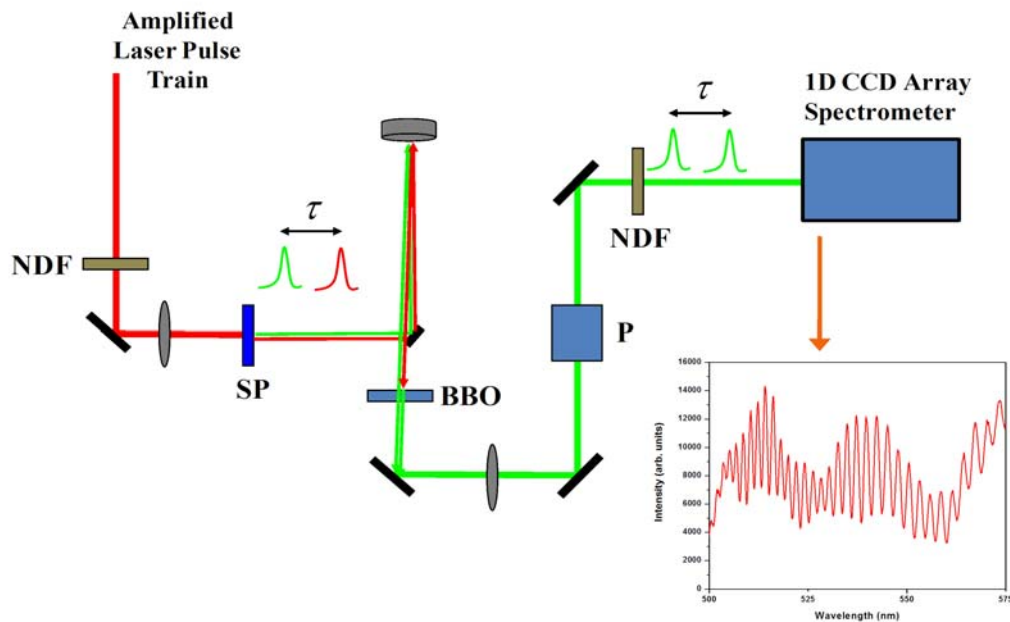 Amplified
Laser Pulse
Train
NDF
τ
SP
BBO
P
NDF
τ
1D CCD Array
Spectrometer
Intensity (arb. units)
16000
14000
12000
10000
8000
6000
4000
2000
0
500 525 550 575
Wavelength (nm)